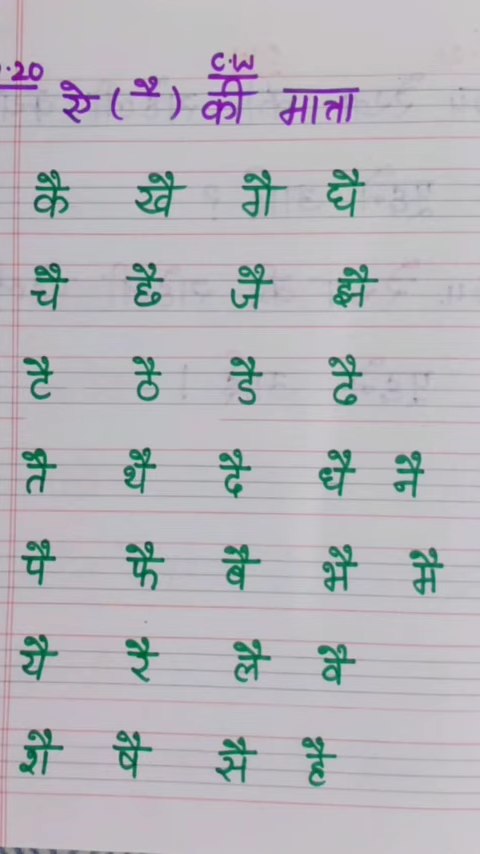 .20
C.W
ऐ ( ै ) की मात्रा
कै खै गै घै
चै छै जै झै
टै ठै डै ढै
तै थै दै धै नै
पै फै बै भै मै
यै रै लै वै
शै षै सै है